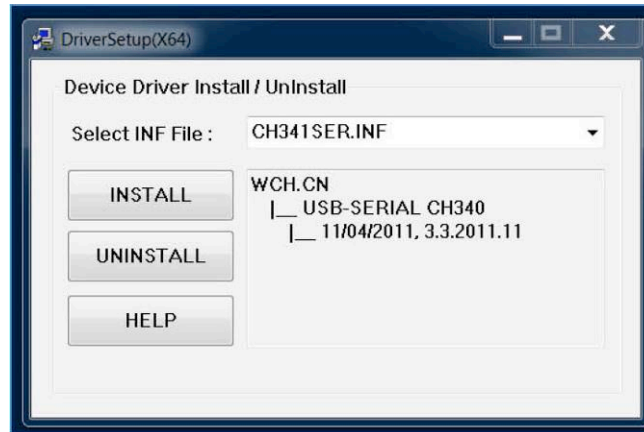 DriverSetup(X64)
Device Driver Install / UnInstall
Select INF File :
CH341SER.INF
INSTALL
WCH.CN
|__ USB-SERIAL CH340
|__ 11/04/2011, 3.3.2011.11
UNINSTALL
HELP